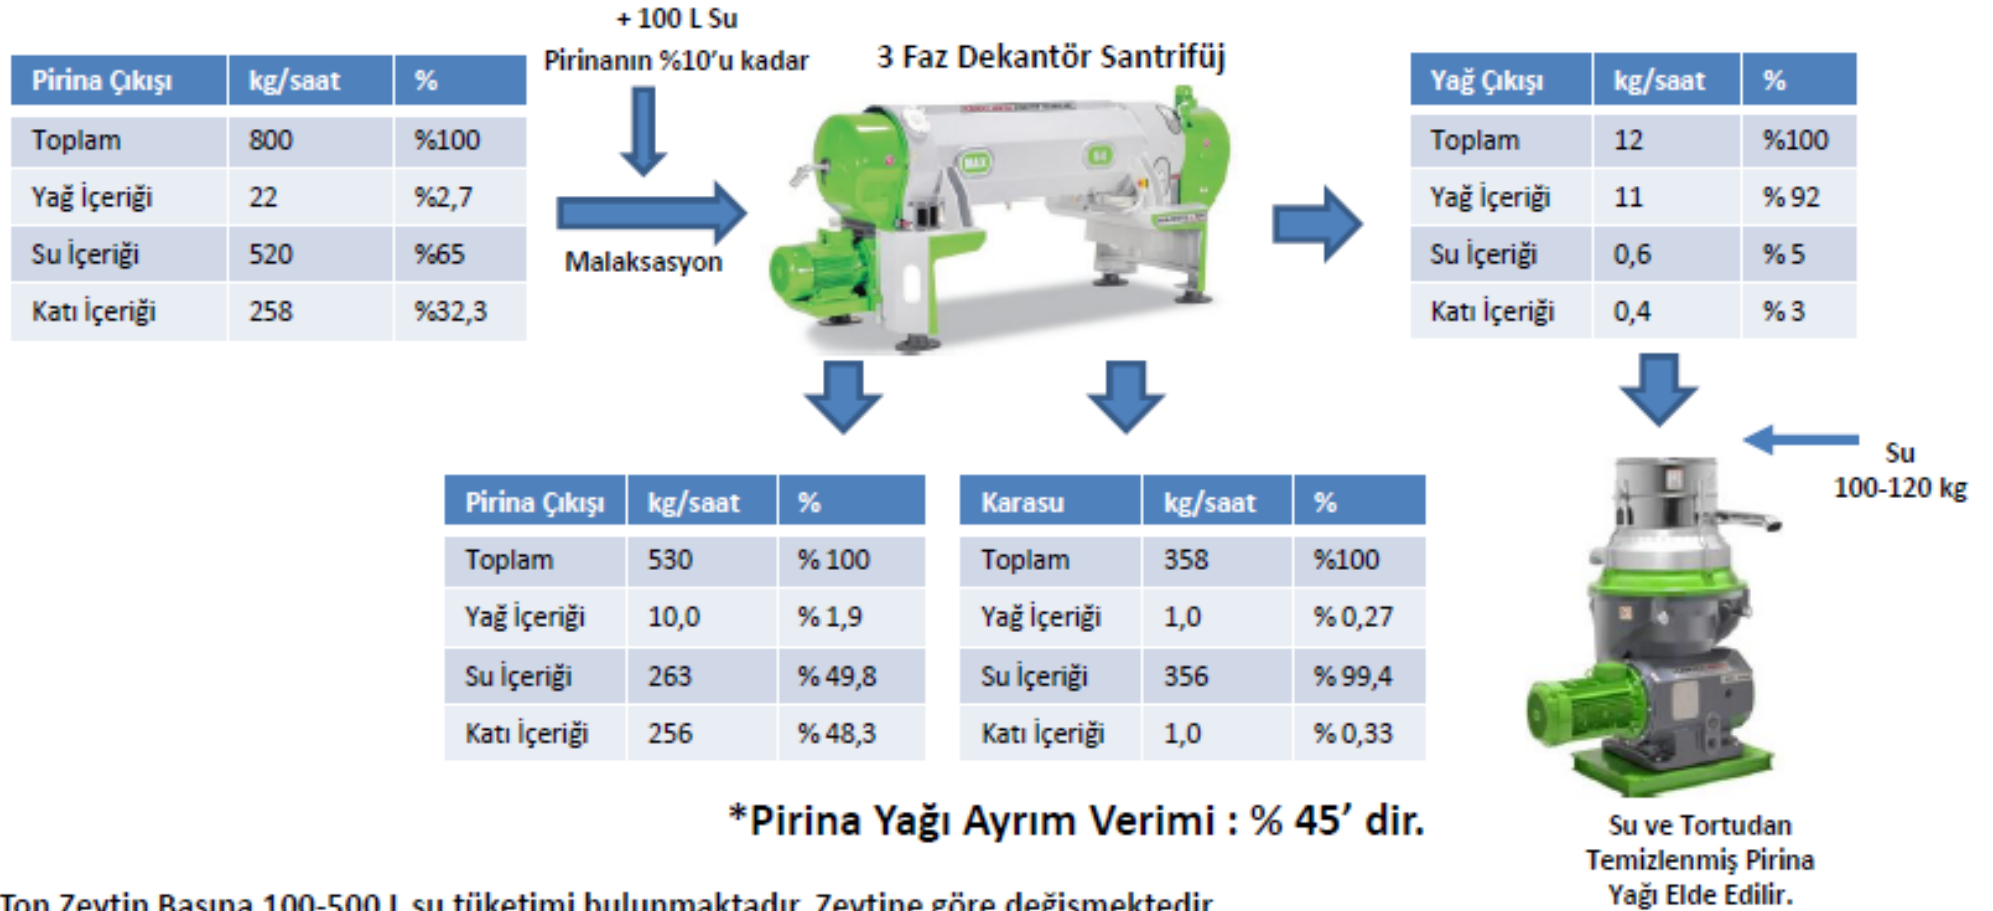 + 100 L Su
Pirinanın %10’u kadar
3 Faz Dekantör Santrifüj
Pirina Çıkışı kg/saat %
Toplam 800 %100
Yağ İçeriği 22 %2,7
Su İçeriği 520 %65
Katı İçeriği 258 %32,3
Malaksasyon
MAX
Yağ Çıkışı kg/saat %
Toplam 12 %100
Yağ İçeriği 11 % 92
Su İçeriği 0,6 % 5
Katı İçeriği 0,4 % 3
Su
100-120 kg
Pirina Çıkışı kg/saat %
Toplam 530 % 100
Yağ İçeriği 10,0 % 1,9
Su İçeriği 263 % 49,8
Katı İçeriği 256 % 48,3
Karasu kg/saat %
Toplam 358 %100
Yağ İçeriği 1,0 % 0,27
Su İçeriği 356 % 99,4
Katı İçeriği 1,0 % 0,33
*Pirina Yağı Ayrım Verimi : % 45’ dir.
Su ve Tortudan
Temizlenmiş Pirina
Yağı Elde Edilir.
Ton Zeytin Başına 100-500 L su tüketimi bulunmaktadır. Zeytine göre değişmektedir